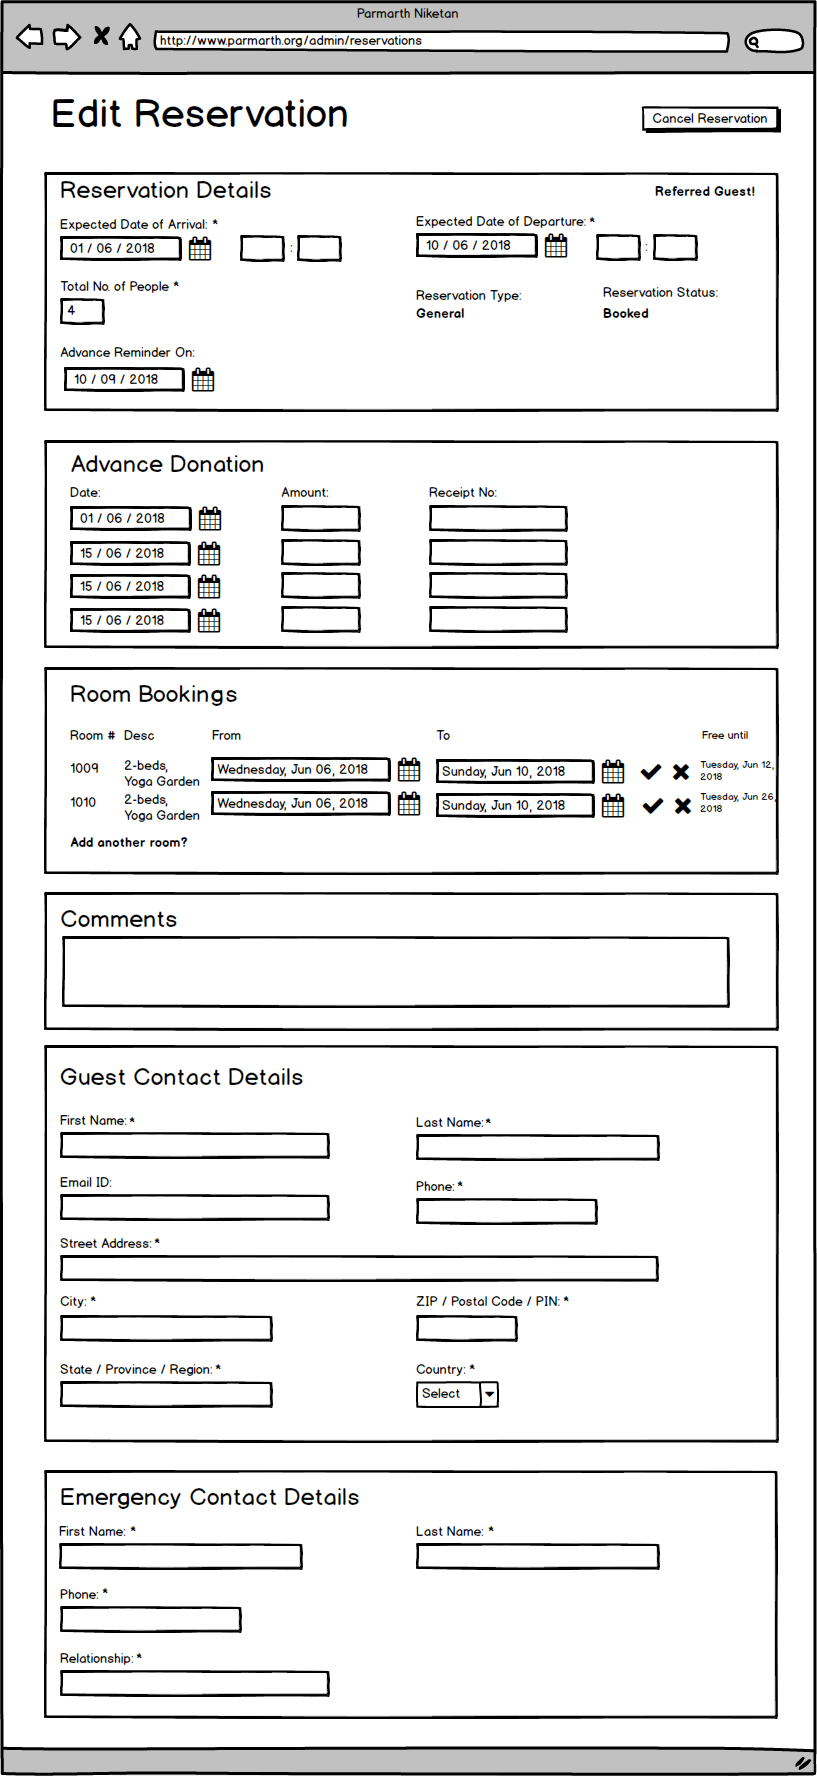 Parmarth Niketan
http://www.parmarth.org/admin/reservations
Edit Reservation
Cancel Reservation
Reservation Details
Referred Guest!
Expected Date of Arrival: *
Expected Date of Departure: *
01 / 06 / 2018
:
10 / 06 / 2018
:
Total No. of People *
4
Reservation Type:
Reservation Status:
General
Booked
Advance Reminder On:
10 / 09 / 2018
Advance Donation
Date:
Amount:
Receipt No:
01 / 06 / 2018
15 / 06 / 2018
15 / 06 / 2018
15 / 06 / 2018
Room Bookings
Room # Desc From To Free until
1009
2-beds,
Yoga Garden
Wednesday, Jun 06, 2018
Sunday, Jun 10, 2018
Tuesday, Jun 12,
2018
1010
2-beds,
Yoga Garden
Wednesday, Jun 06, 2018
Sunday, Jun 10, 2018
Tuesday, Jun 26,
2018
Add another room?
Comments
Guest Contact Details
First Name: *
Last Name: *
Email ID:
Phone: *
Street Address: *
City: *
ZIP / Postal Code / PIN: *
State / Province / Region: *
Country: *
Select
Emergency Contact Details
First Name: *
Last Name: *
Phone: *
Relationship: *